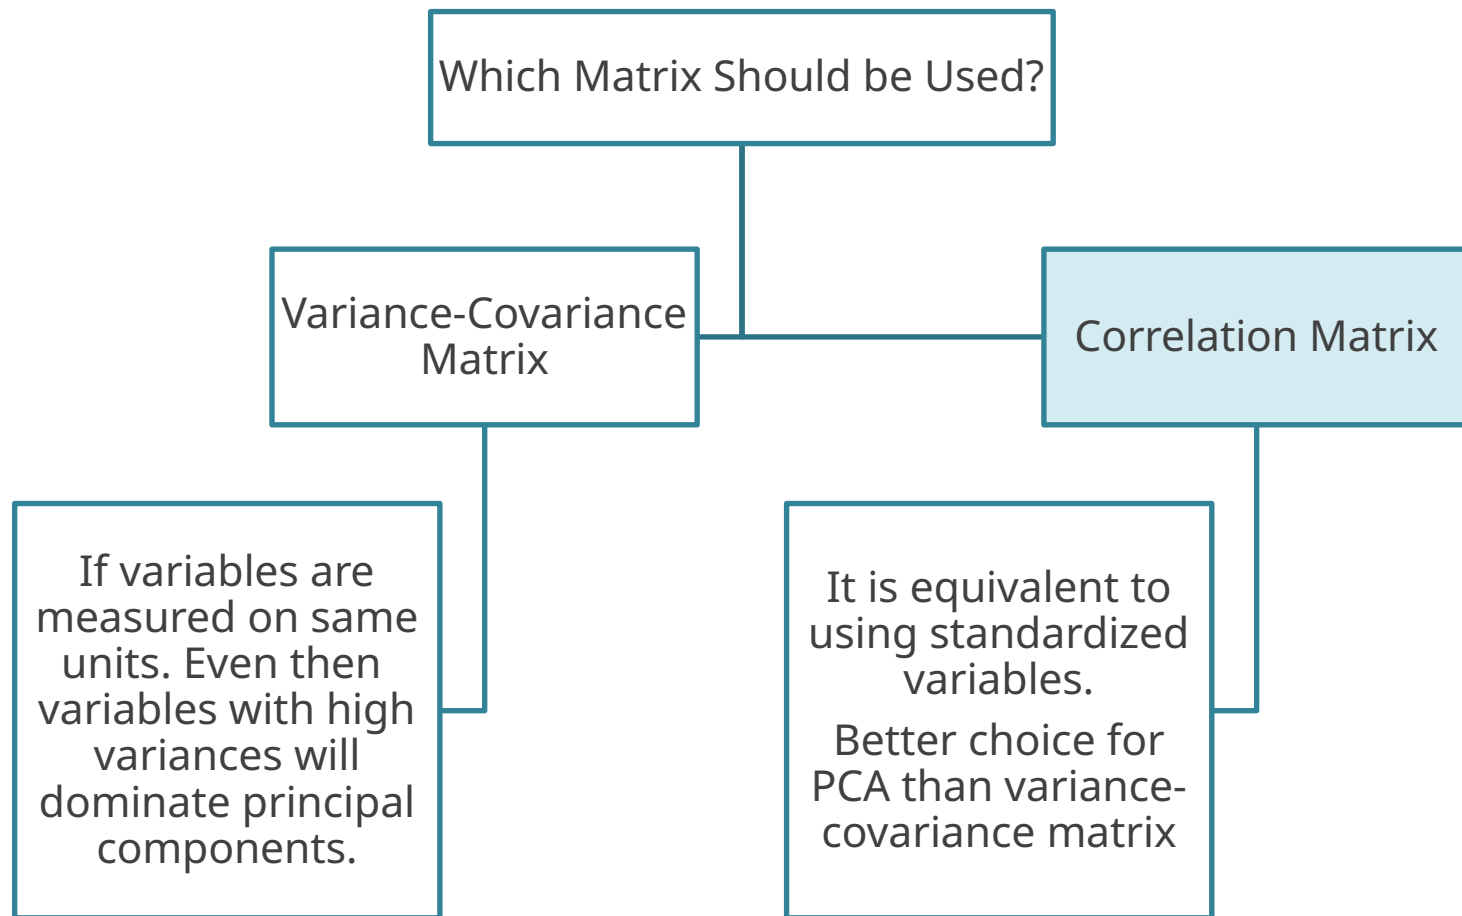 Which Matrix Should be Used?
Variance-Covariance
Matrix
Correlation Matrix
If variables are
measured on same
units. Even then
variables with high
variances will
dominate principal
components.
It is equivalent to
using standardized
variables.
Better choice for
PCA than variance-
covariance matrix